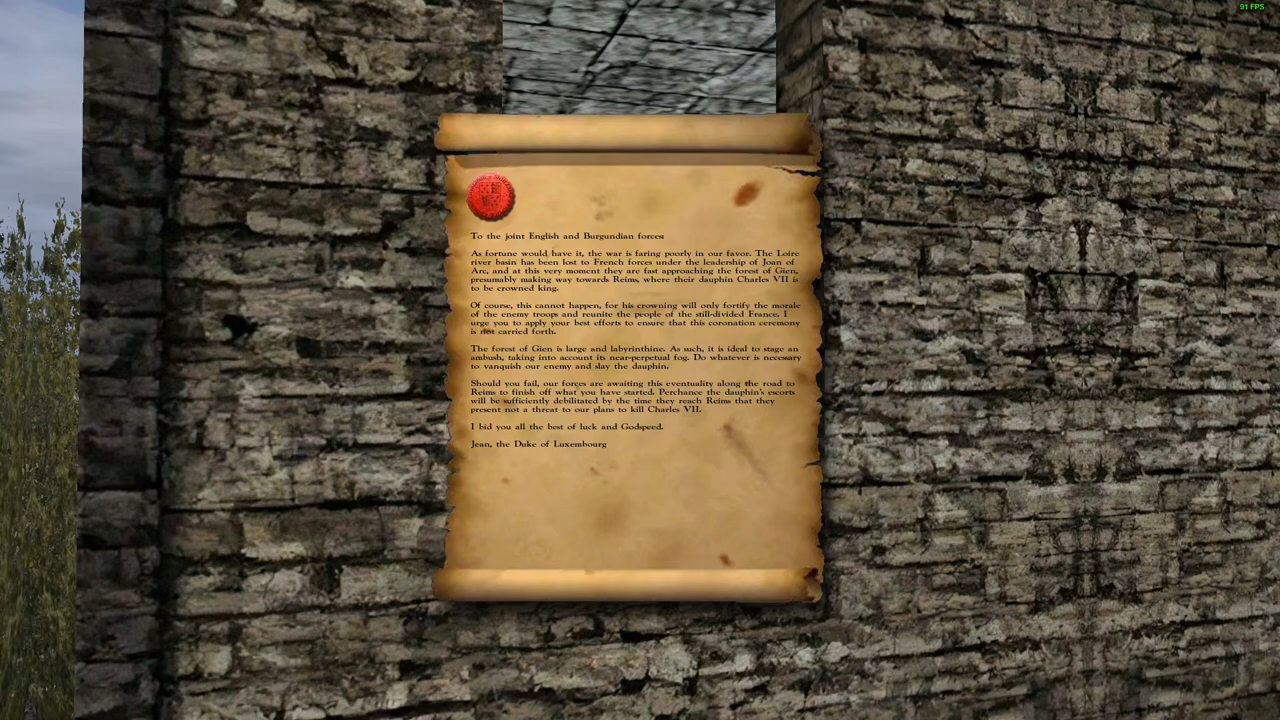 91 FPS
To the joint English and Burgundian forces:
As fortune would have it, the war is faring poorly in our favor. The Loire
river basin has been lost to French forces under the leadership of Joan of
Arc, and at this very moment they are fast approaching the forest of Gien,
presumably making way towards Reims, where their dauphin Charles VII is
to be crowned king.
Of course, this cannot happen, for his crowning will only fortify the morale
of the enemy troops and reunite the people of the still-divided France. I
urge you to apply your best efforts to ensure that this coronation ceremony
is not carried forth.
The forest of Gien is large and labyrinthine. As such, it is ideal to stage an
ambush, taking into account its near-perpetual fog. Do whatever is necessary
to vanquish our enemy and slay the dauphin.
Should you fail, our forces are awaiting this eventuality along the road to
Reims to finish off what you have started. Perchance the dauphin's escorts
will be sufficiently debilitated by the time they reach Reims that they
present not a threat to our plans to kill Charles VII.
I bid you all the best of luck and Godspeed.
Jean, the Duke of Luxembourg